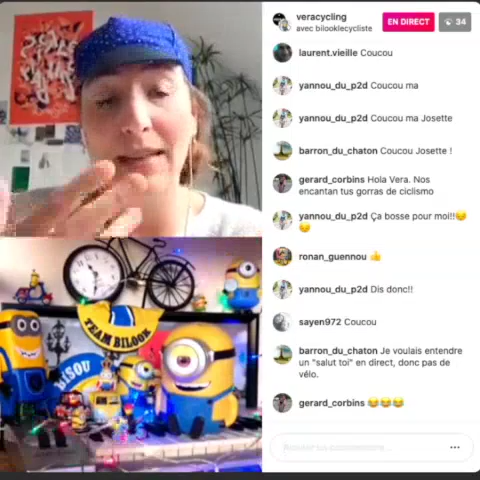 veracycling
avec bilooklecycliste
EN DIRECT
34
laurent.vieille Coucou
yannou_du_p2d Coucou ma
yannou_du_p2d Coucou ma Josette
barron_du_chaton Coucou Josette !
gerard_corbins Hola Vera. Nos
encantan tus gorras de ciclismo
yannou_du_p2d Ça bosse pour moi!!😏
😏
ronan_guennou 👍
yannou_du_p2d Dis donc!!
sayen972 Coucou
barron_du_chaton Je voulais entendre
un "salut toi" en direct, donc pas de
vélo.
gerard_corbins 😂😂😂
TEAM BILOOK
BISOU